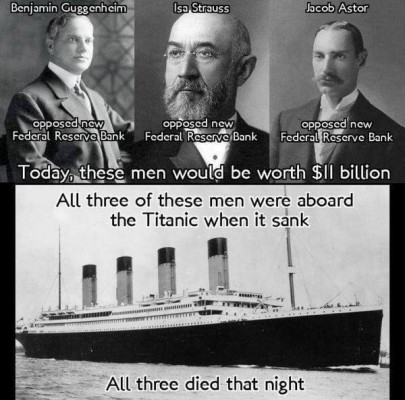 Benjamin Guggenheim
Isa Strauss
Jacob Astor
opposed new
Federal Reserve Bank
opposed new
Federal Reserve Bank
opposed new
Federal Reserve Bank
Today, these men would be worth $11 billion
All three of these men were aboard
the Titanic when it sank
All three died that night